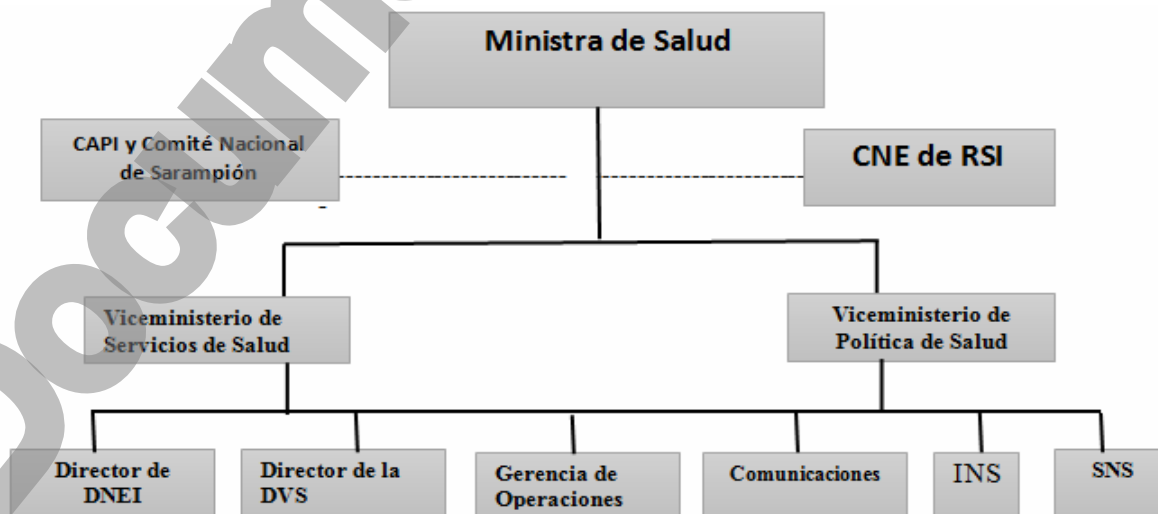 Ministra de Salud
CAPI y Comité Nacional
de Sarampión
CNE de RSI
Viceministerio de
Servicios de Salud
Viceministerio de
Política de Salud
Director de
DNEI
Director de la
DVS
Gerencia de
Operaciones
Comunicaciones
INS
SNS
Docum